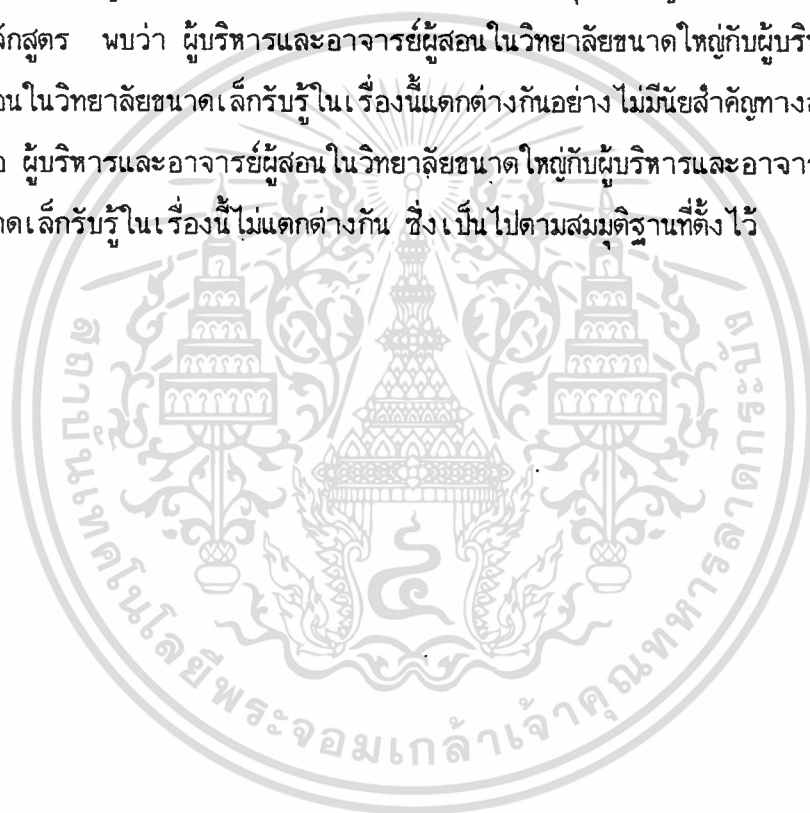 ลักสูตร พบว่า ผู้บริหารและอาจารย์ผู้สอนในวิทยาลัยขนาดใหญ่กับผู้บริ
อนในวิทยาลัยขนาดเล็กรับรู้ในเรื่องนี้แตกต่างกันอย่างไม่มีนัยสำคัญทาง
อ ผู้บริหารและอาจารย์ผู้สอนในวิทยาลัยขนาดใหญ่กับผู้บริหารและอาจาร
าดเล็กรับรู้ในเรื่องนี้ไม่แตกต่างกัน ซึ่งเป็นไปตามสมมุติฐานที่ตั้งไว้
สถาบันเทคโนโลยีพระจอมเกล้าเจ้าคุณทหารลาดกระบัง